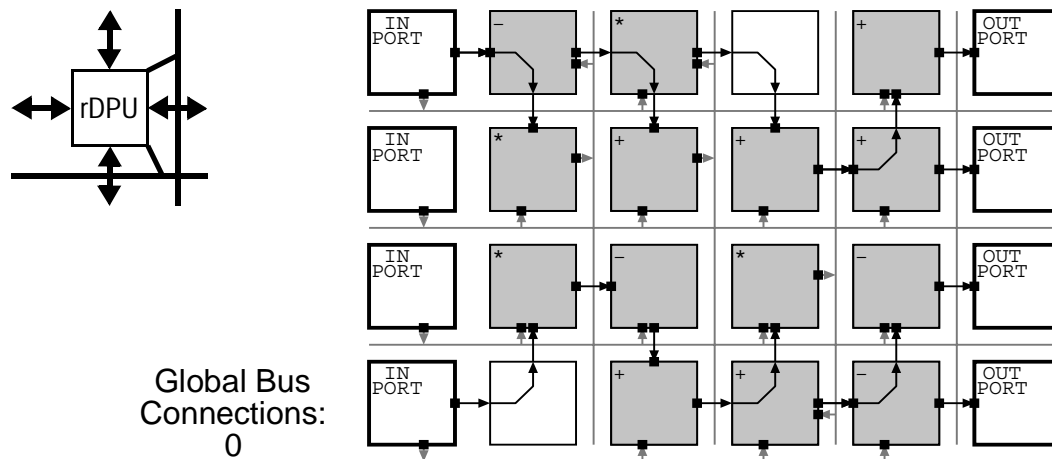 rDPU
IN
PORT
-
*
+
OUT
PORT
IN
PORT
*
+
+
+
OUT
PORT
IN
PORT
*
-
*
-
OUT
PORT
IN
PORT
+
+
-
OUT
PORT
Global Bus
Connections:
0